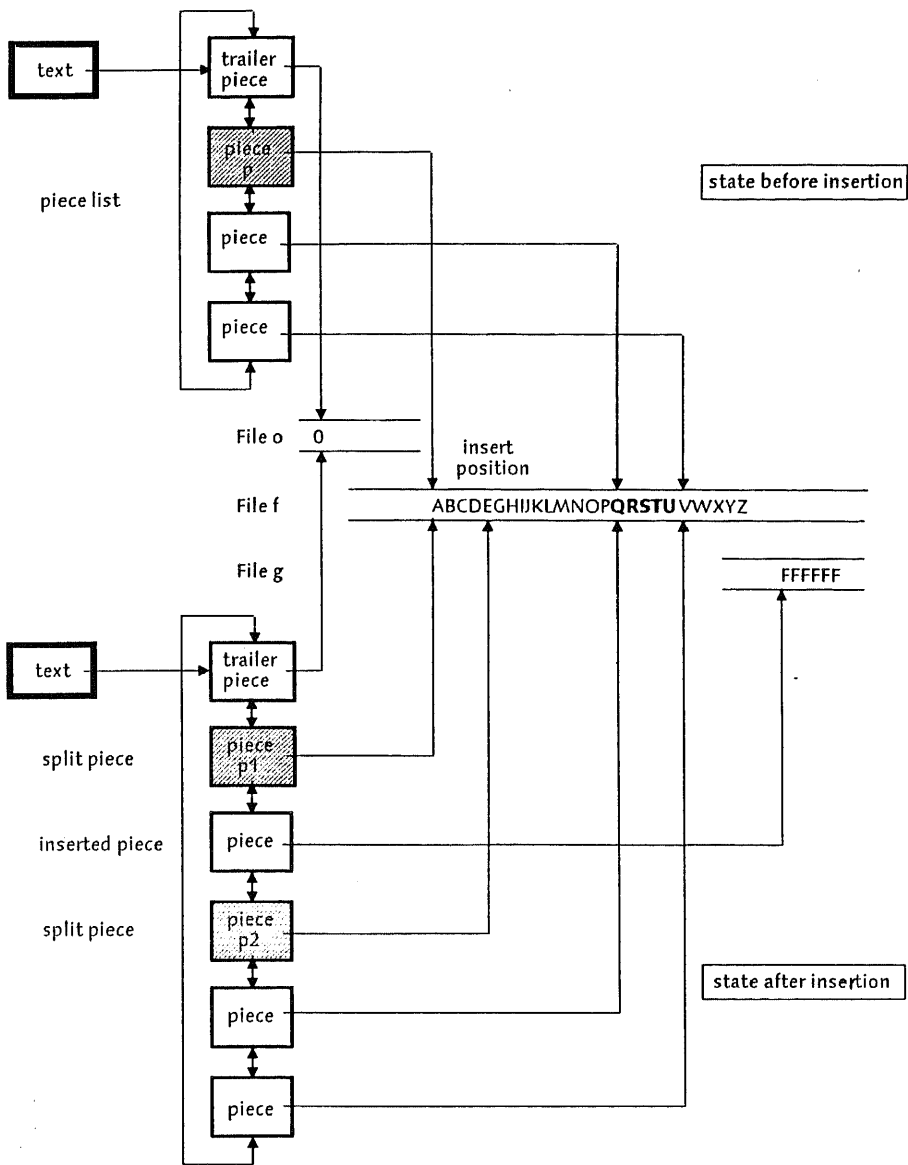 text
trailer
piece
piece
p
state before insertion
piece list
piece
piece
File o
0
insert
position
File f
ABCDEGHIJKLMNOPQRSTUVWXYZ
File g
FFFFFF
text
trailer
piece
split piece
piece
p1
inserted piece
piece
split piece
piece
p2
state after insertion
piece
piece